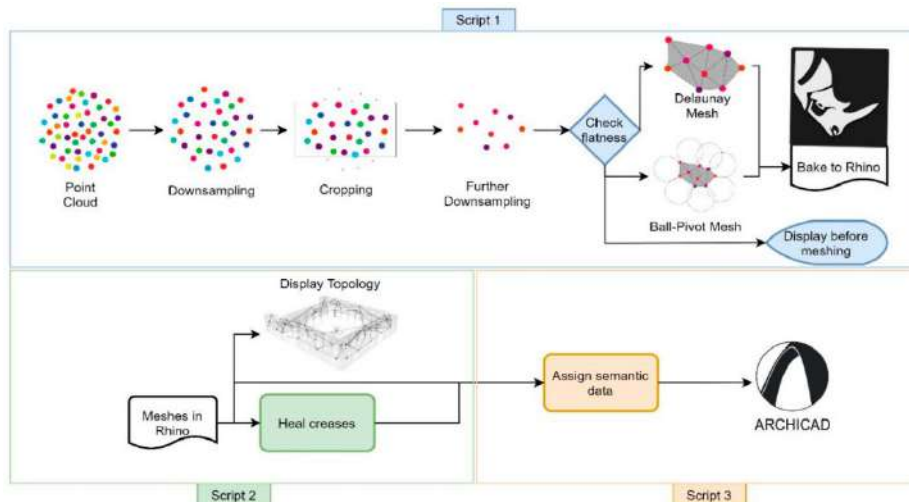 Script 1
Point
Cloud
Downsampling
Cropping
Further
Downsampling
Check
flatness
Delaunay
Mesh
Ball-Pivot Mesh
Bake to Rhino
Display before
meshing
Display Topology
Meshes in
Rhino
Heal creases
Assign semantic
data
ARCHICAD
Script 2
Script 3